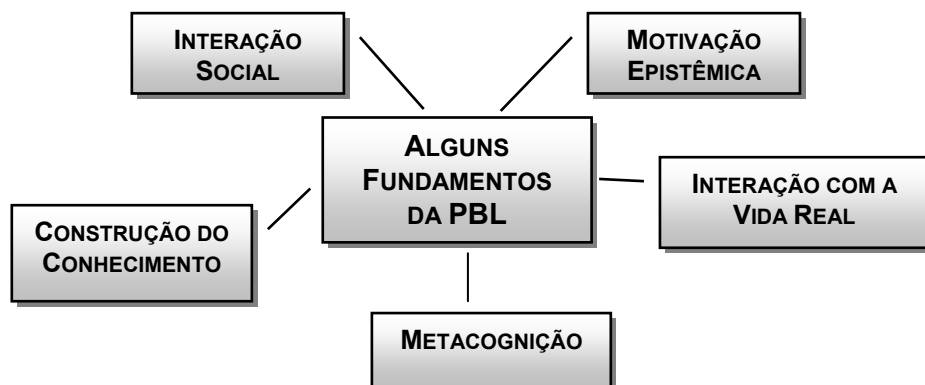 INTERAÇÃO
SOCIAL
MOTIVAÇÃO
EPISTÊMICA
ALGUNS
FUNDAMENTOS
DA PBL
INTERAÇÃO COM A
VIDA REAL
CONSTRUÇÃO DO
CONHECIMENTO
METACOGNIÇÃO